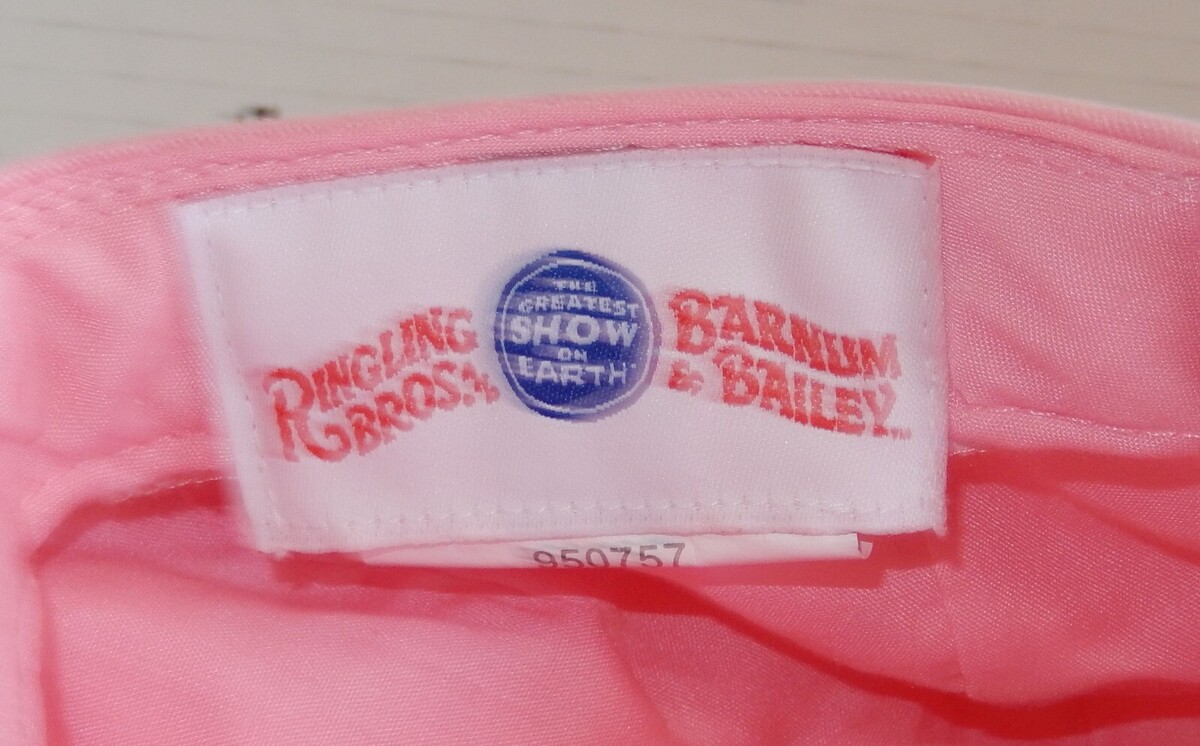 RINGLING
BROS.
THE
GREATEST
SHOW
ON
EARTH
BARNUM
& BAILEY
950757